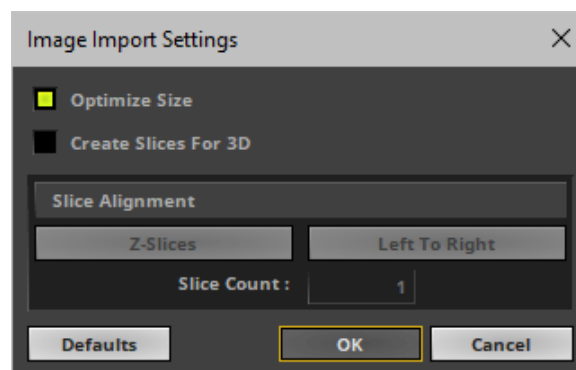 Image Import Settings
Optimize Size
Create Slices For 3D
Slice Alignment
Z-Slices Left To Right
Slice Count : 1
Defaults OK Cancel